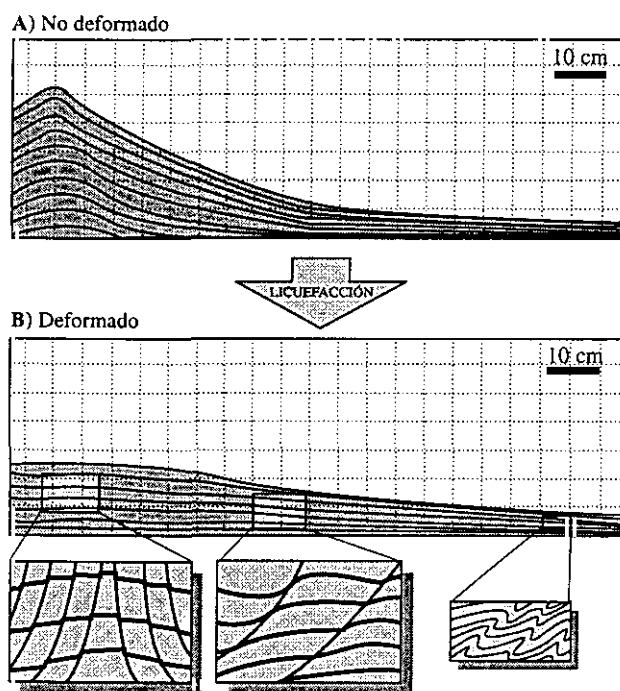 A) No deformado
10 cm
LICUEFACCIÓN
B) Deformado
10 cm